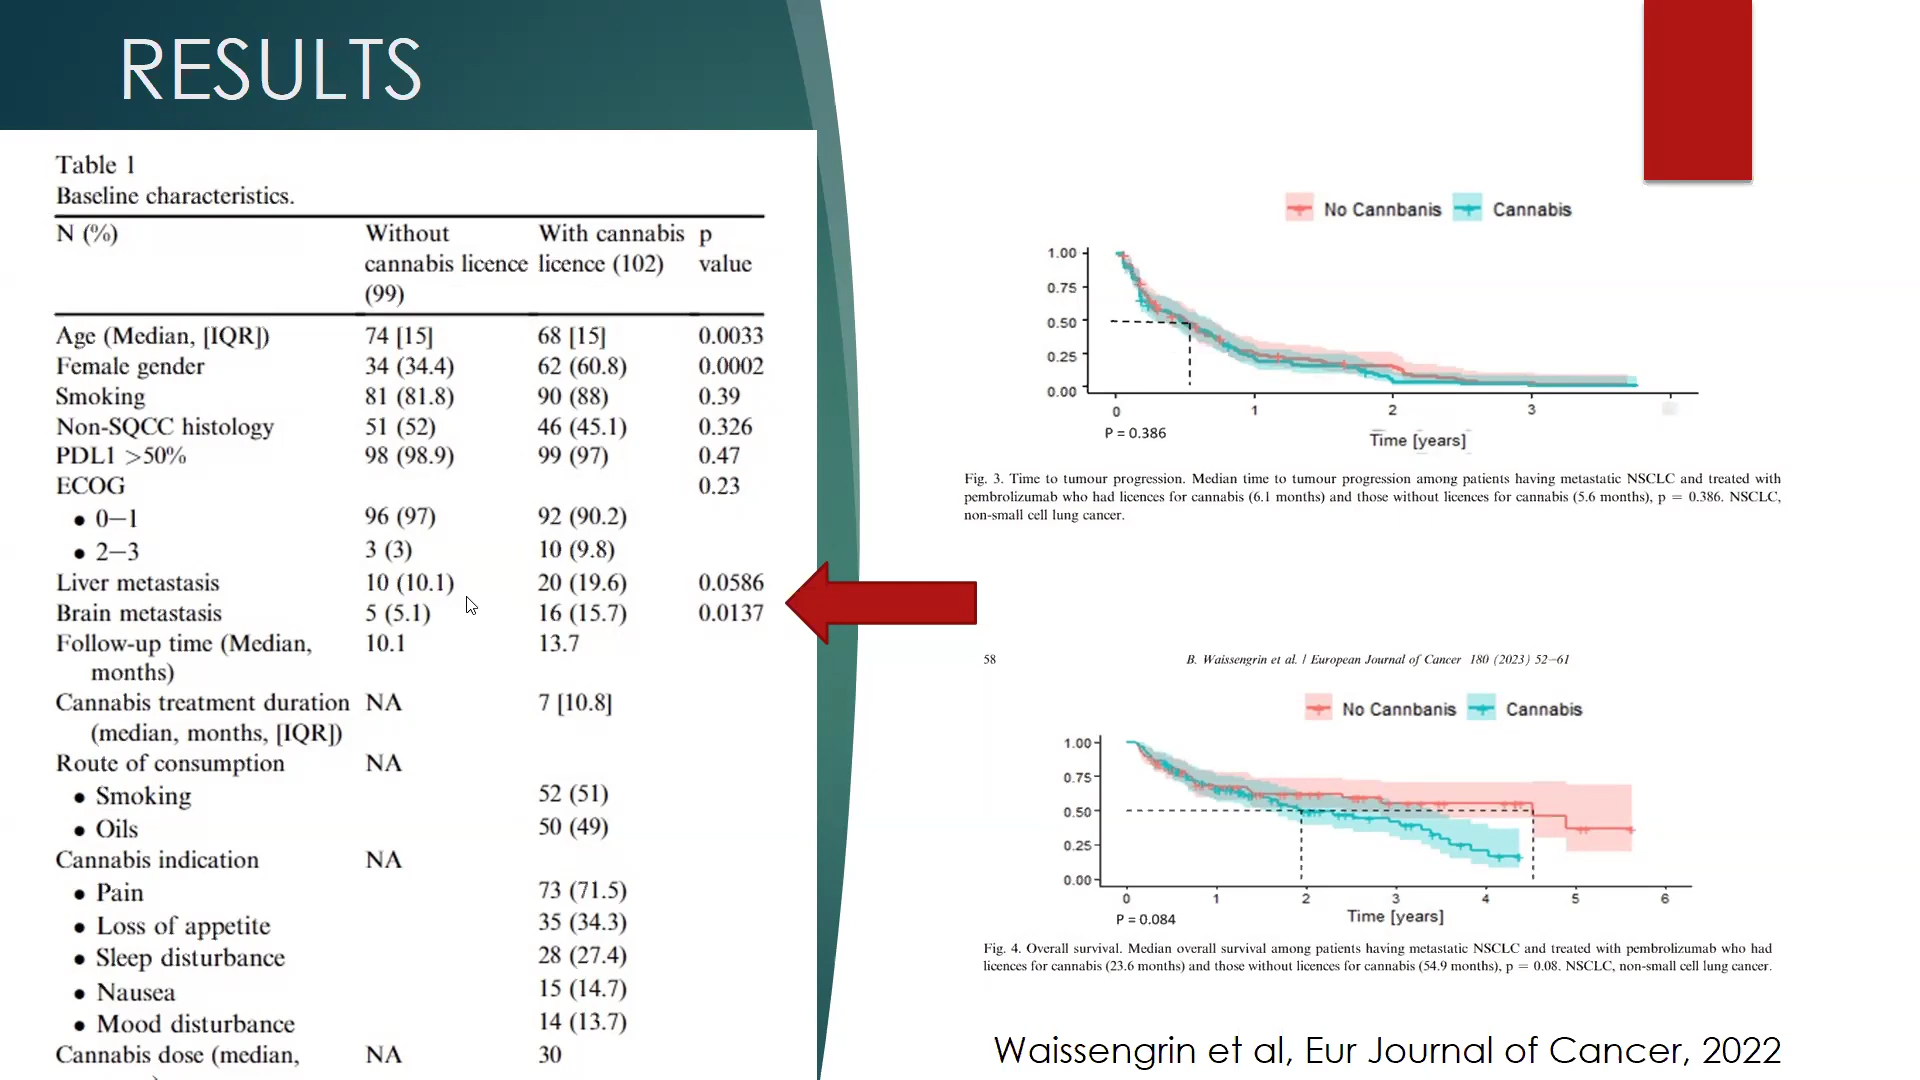 RESULTS
Table 1
Baseline characteristics.
N (%) Without cannabis licence (99) With cannabis licence (102) p value
Age (Median, [IQR]) 74 [15] 68 [15] 0.0033
Female gender 34 (34.4) 62 (60.8) 0.0002
Smoking 81 (81.8) 90 (88) 0.39
Non-SQCC histology 51 (52) 46 (45.1) 0.326
PDL1 >50% 98 (98.9) 99 (97) 0.47
ECOG 0.23
• 0–1 96 (97) 92 (90.2)
• 2–3 3 (3) 10 (9.8)
Liver metastasis 10 (10.1) 20 (19.6) 0.0586
Brain metastasis 5 (5.1) 16 (15.7) 0.0137
Follow-up time (Median, months) 10.1 13.7
Cannabis treatment duration (median, months, [IQR]) NA 7 [10.8]
Route of consumption NA
• Smoking 52 (51)
• Oils 50 (49)
Cannabis indication NA
• Pain 73 (71.5)
• Loss of appetite 35 (34.3)
• Sleep disturbance 28 (27.4)
• Nausea 15 (14.7)
• Mood disturbance 14 (13.7)
Cannabis dose (median, NA 30
No Cannbanis Cannabis
1.00
0.75
0.50
0.25
0.00
0 1 2 3
P = 0.386
Time [years]
Fig. 3. Time to tumour progression. Median time to tumour progression among patients having metastatic NSCLC and treated with
pembrolizumab who had licences for cannabis (6.1 months) and those without licences for cannabis (5.6 months), p = 0.386. NSCLC,
non-small cell lung cancer.
58 B. Waissengrin et al. / European Journal of Cancer 180 (2023) 52–61
No Cannbanis Cannabis
1.00
0.75
0.50
0.25
0.00
0 1 2 3 4 5 6
P = 0.084
Time [years]
Fig. 4. Overall survival. Median overall survival among patients having metastatic NSCLC and treated with pembrolizumab who had
licences for cannabis (23.6 months) and those without licences for cannabis (54.9 months), p = 0.08. NSCLC, non-small cell lung cancer.
Waissengrin et al, Eur Journal of Cancer, 2022